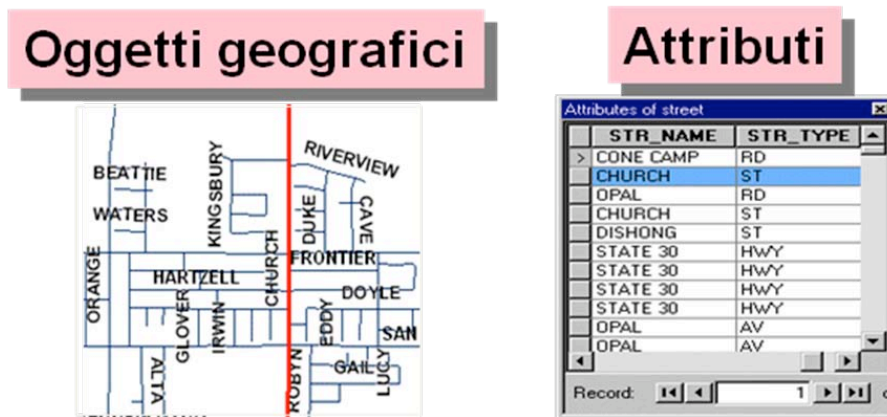 Oggetti geografici
Attributi
BEATTIE
WATERS
ORANGE
KINGSBURY
RIVERVIEW
DUKE
CAVE
CHURCH
FRONTIER
HARTZELL
DOYLE
GLOVER
IRWIN
EDDY
SAN
ALTA
ROBYN
GAIL
LUCY
Attributes of street
STR_NAME STR_TYPE
> CONE CAMP RD
CHURCH ST
OPAL RD
CHURCH ST
DISHONG ST
STATE 30 HWY
STATE 30 HWY
STATE 30 HWY
STATE 30 HWY
OPAL AV
OPAL AV
Record: 1